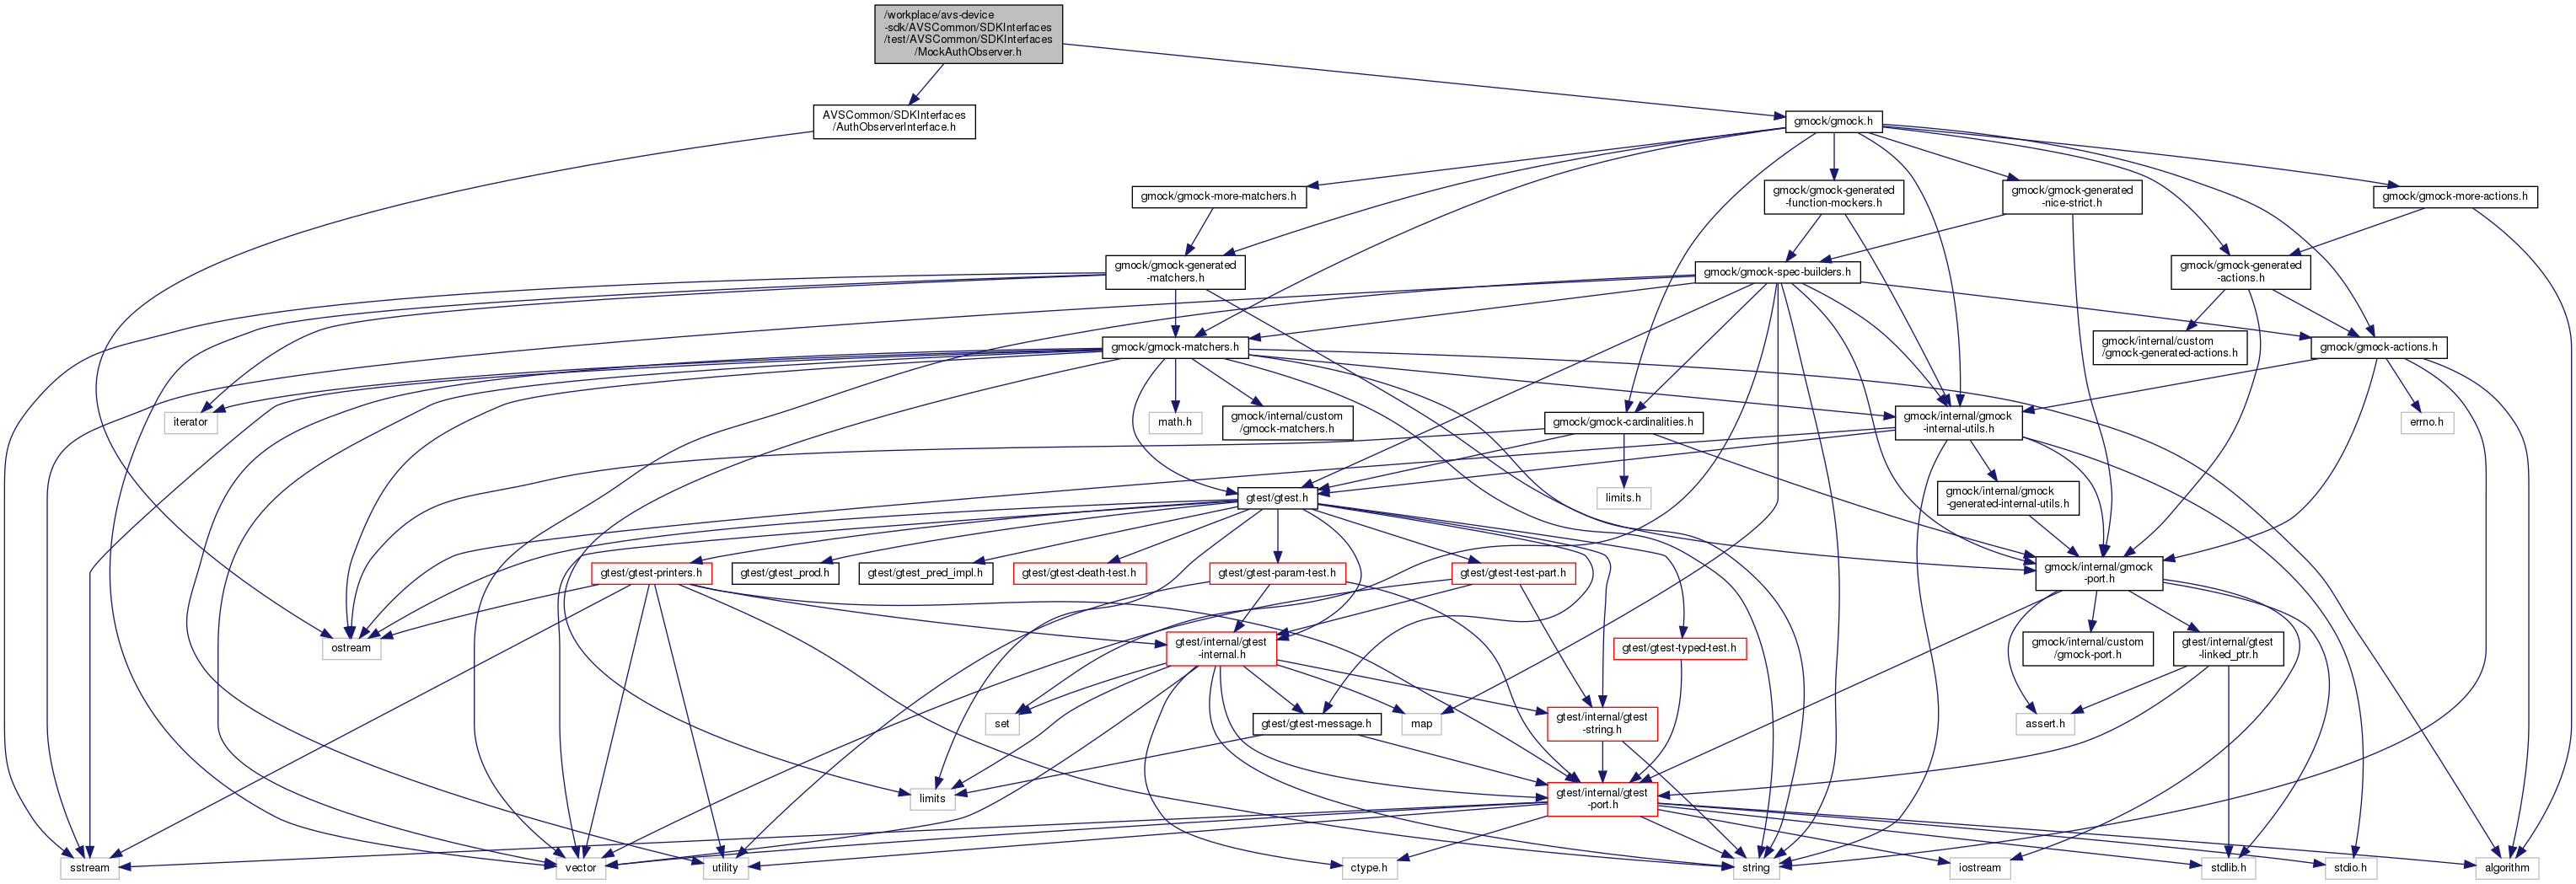 /workplace/avs-device
-sdk/AVSCommon/SDKInterfaces
/test/AVSCommon/SDKInterfaces
/MockAuthObserver.h
AVSCommon/SDKInterfaces
/AuthObserverInterface.h
gmock/gmock.h
gmock/gmock-more-matchers.h
gmock/gmock-generated
-function-mockers.h
gmock/gmock-generated
-nice-strict.h
gmock/gmock-more-actions.h
gmock/gmock-generated
-matchers.h
gmock/gmock-spec-builders.h
gmock/gmock-generated
-actions.h
gmock/gmock-matchers.h
gmock/internal/custom
/gmock-generated-actions.h
gmock/gmock-actions.h
iterator
math.h
gmock/internal/custom
/gmock-matchers.h
gmock/gmock-cardinalities.h
gmock/internal/gmock
-internal-utils.h
errno.h
gtest/gtest.h
limits.h
gmock/internal/gmock
-generated-internal-utils.h
gtest/gtest-printers.h
gtest/gtest_prod.h
gtest/gtest_pred_impl.h
gtest/gtest-death-test.h
gtest/gtest-param-test.h
gtest/gtest-test-part.h
gmock/internal/gmock
-port.h
ostream
gtest/internal/gtest
-internal.h
gtest/gtest-typed-test.h
gmock/internal/custom
/gmock-port.h
gtest/internal/gtest
-linked_ptr.h
set
gtest/gtest-message.h
map
gtest/internal/gtest
-string.h
assert.h
limits
gtest/internal/gtest
-port.h
sstream
vector
utility
ctype.h
string
iostream
stdlib.h
stdio.h
algorithm